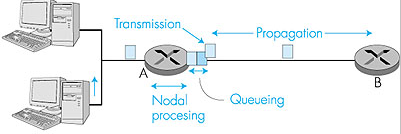 Transmission
Propagation
A
B
Nodal
procesing
Queueing